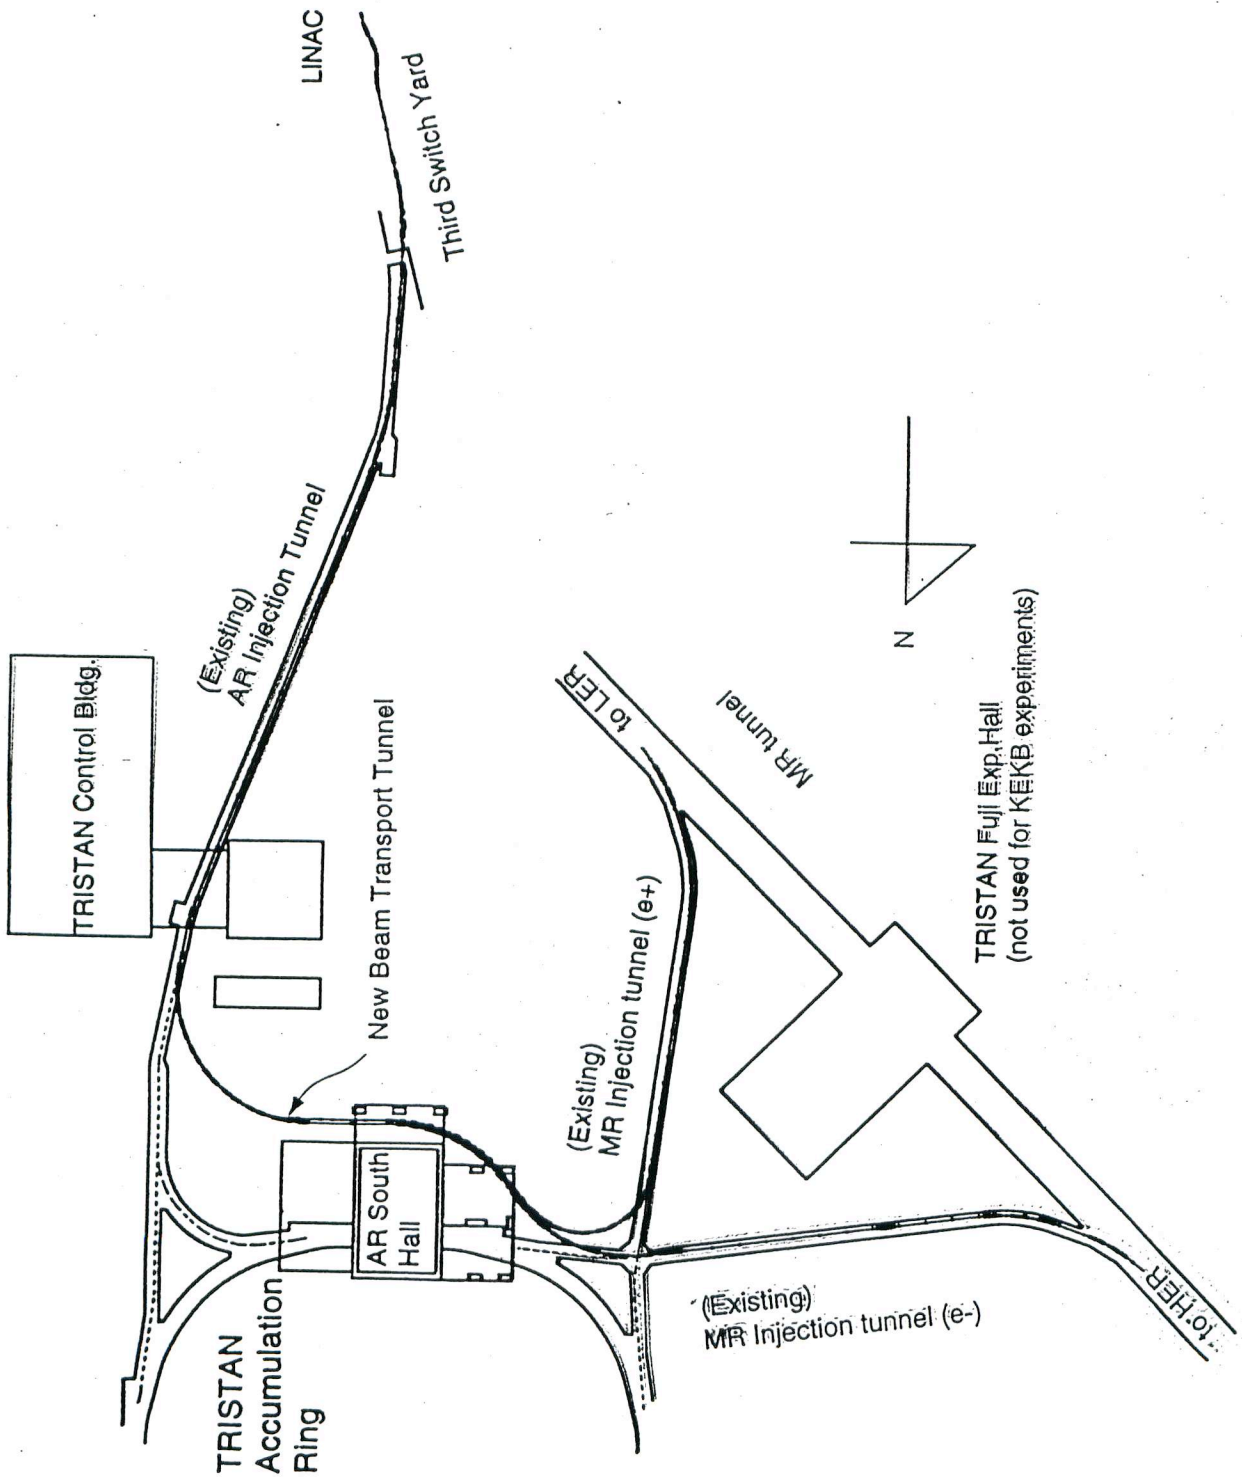 LINAC
Third Switch Yard
(Existing)
AR Injection Tunnel
TRISTAN Control Bldg.
New Beam Transport Tunnel
to LER
MR tunnel
N
TRISTAN Fuji Exp.Hall
(not used for KEKB experiments)
(Existing)
MR Injection tunnel (e+)
AR South
Hall
TRISTAN
Accumulation
Ring
(Existing)
MR Injection tunnel (e-)
to HER